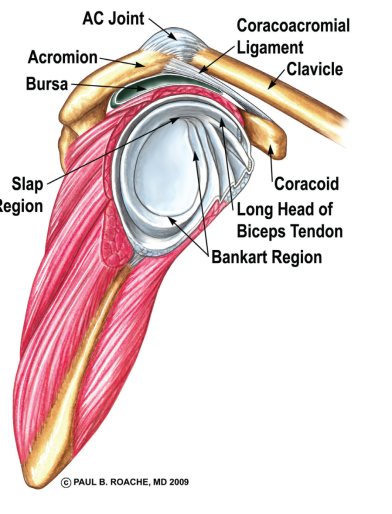 AC Joint
Coracoacromial
Ligament
Acromion
Clavicle
Bursa
Slap
Region
Coracoid
Long Head of
Biceps Tendon
Bankart Region
© PAUL B. ROACHE, MD 2009